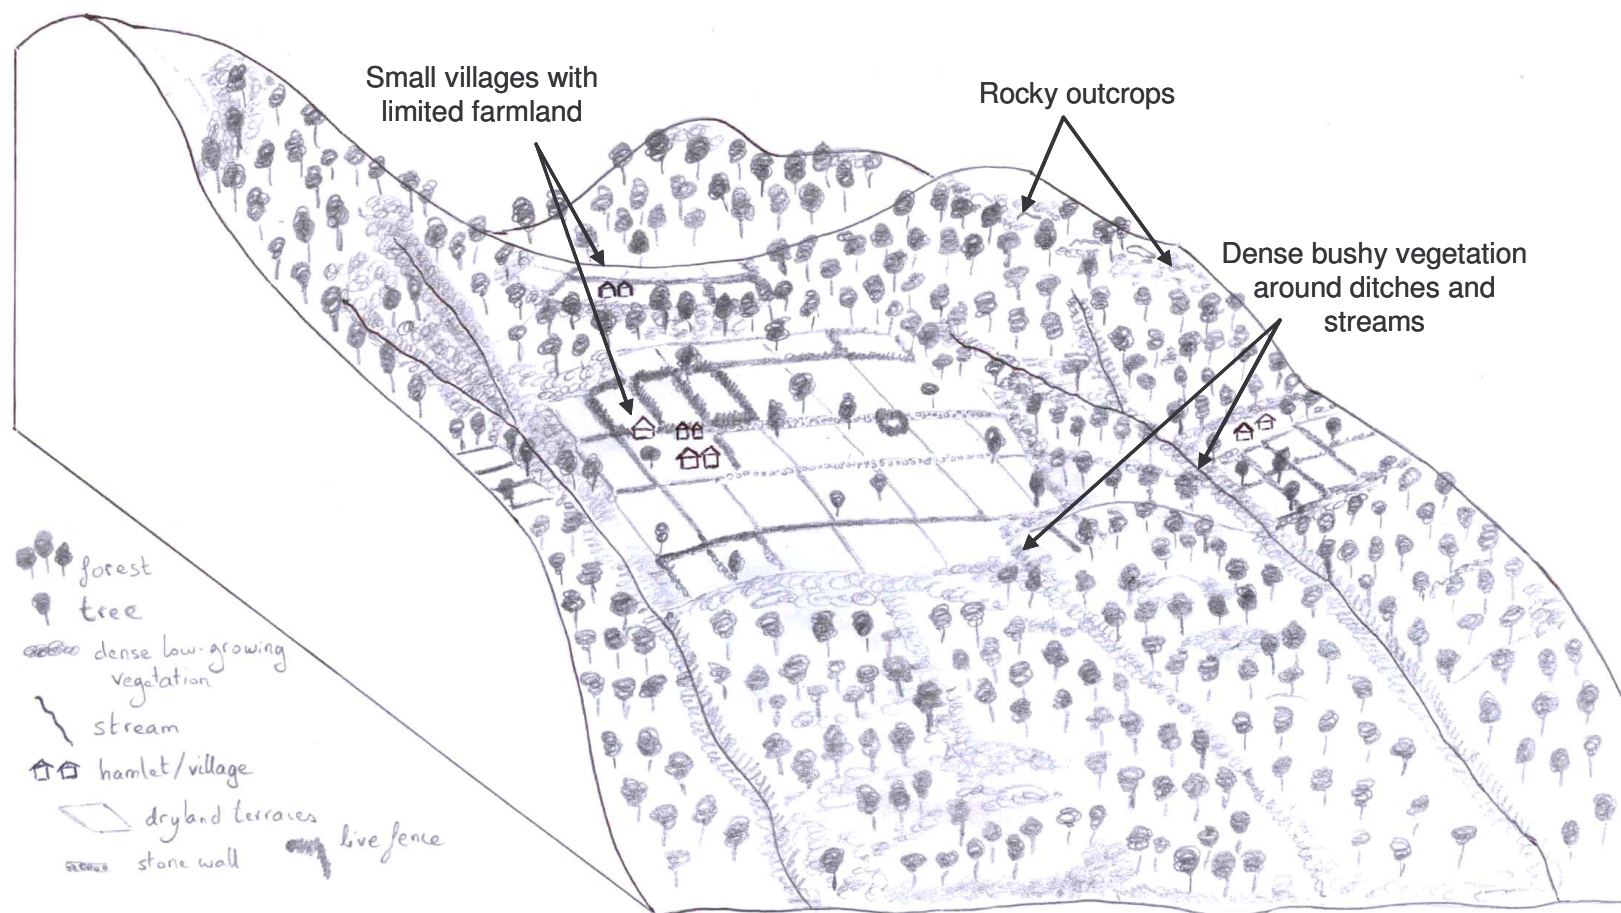 Small villages with
limited farmland
Rocky outcrops
Dense bushy vegetation
around ditches and
streams
forest
tree
dense low-growing
vegetation
stream
hamlet/village
dryland terraces
live fence
stone wall